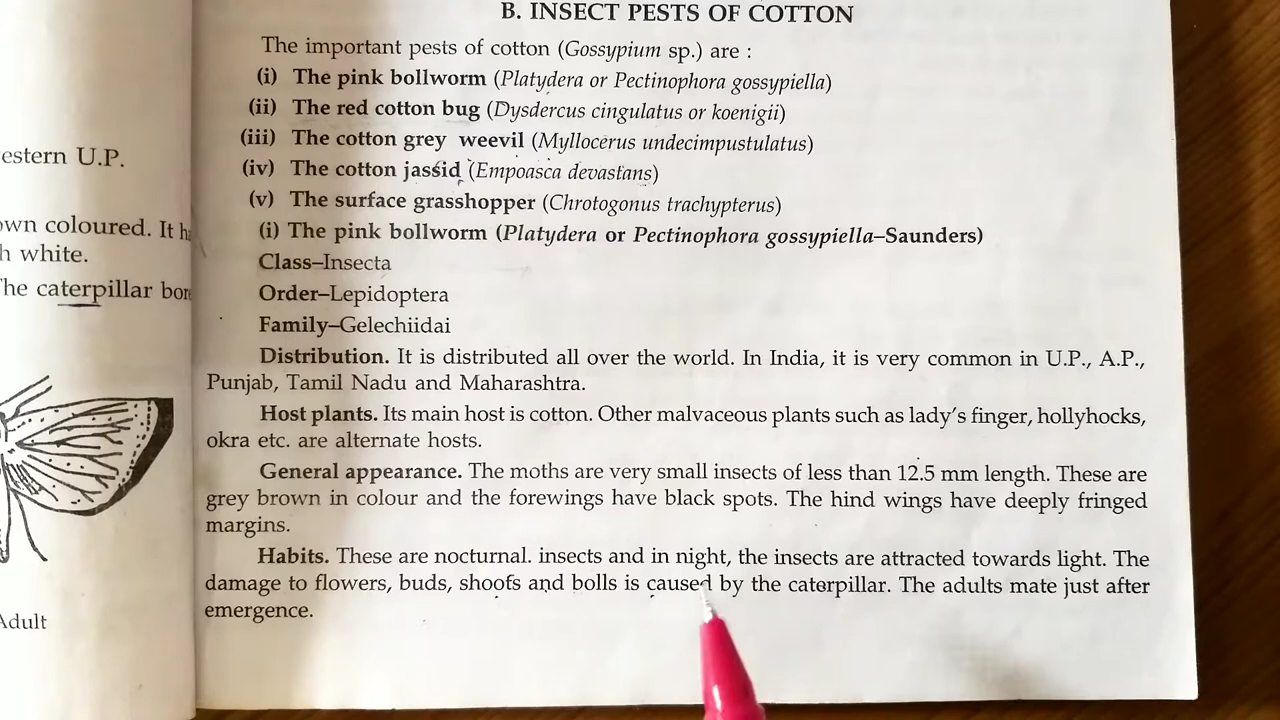 estern U.P.
own coloured. It
h white.
The caterpillar
Adult
B. INSECT PESTS OF COTTON
The important pests of cotton (Gossypium sp.) are :
(i) The pink bollworm (Platydera or Pectinophora gossypiella)
(ii) The red cotton bug (Dysdercus cingulatus or koenigii)
(iii) The cotton grey weevil (Myllocerus undecimpustulatus)
(iv) The cotton jassid (Empoasca devastans)
(v) The surface grasshopper (Chrotogonus trachypterus)
(i) The pink bollworm (Platydera or Pectinophora gossypiella–Saunders)
Class–Insecta
Order–Lepidoptera
Family–Gelechiidai
Distribution. It is distributed all over the world. In India, it is very common in U.P., A.P.,
Punjab, Tamil Nadu and Maharashtra.
Host plants. Its main host is cotton. Other malvaceous plants such as lady's finger, hollyhocks,
okra etc. are alternate hosts.
General appearance. The moths are very small insects of less than 12.5 mm length. These are
grey brown in colour and the forewings have black spots. The hind wings have deeply fringed
margins.
Habits. These are nocturnal. insects and in night, the insects are attracted towards light. The
damage to flowers, buds, shoots and bolls is caused by the caterpillar. The adults mate just after
emergence.